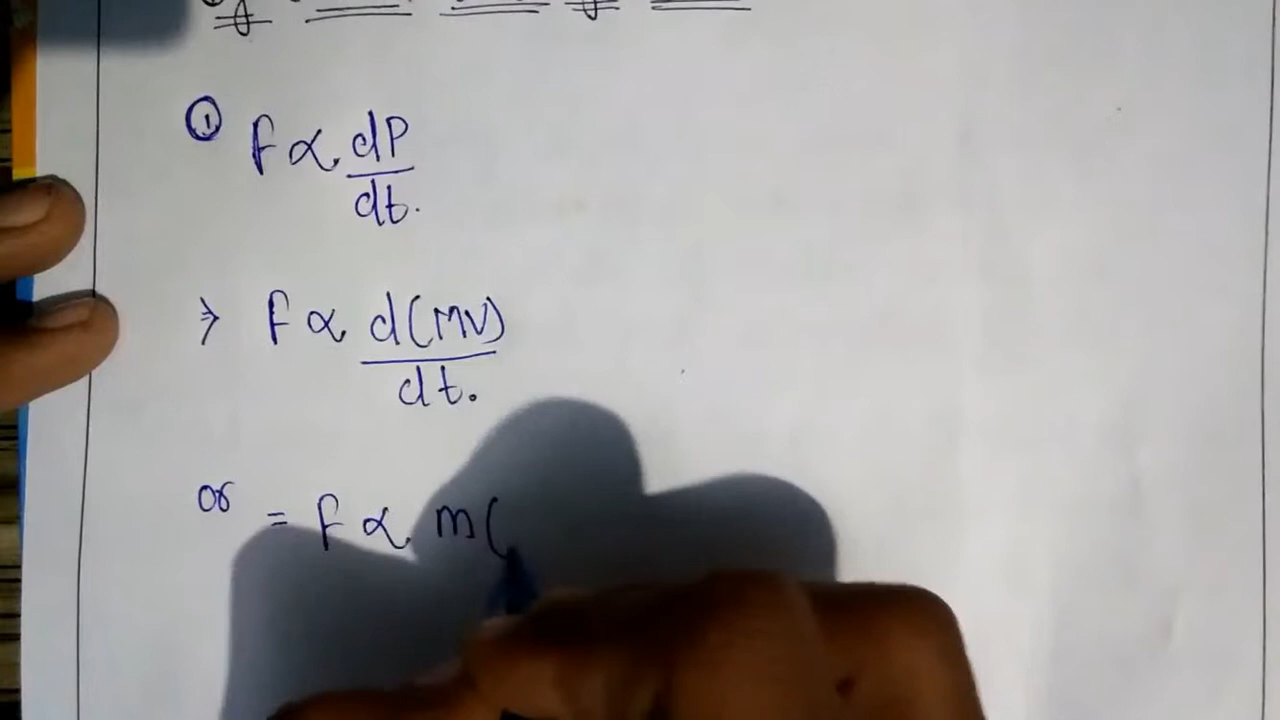 ① F ∝ dP/dt.
⇒ F ∝ d(MV)/dt.
or = F ∝ m(